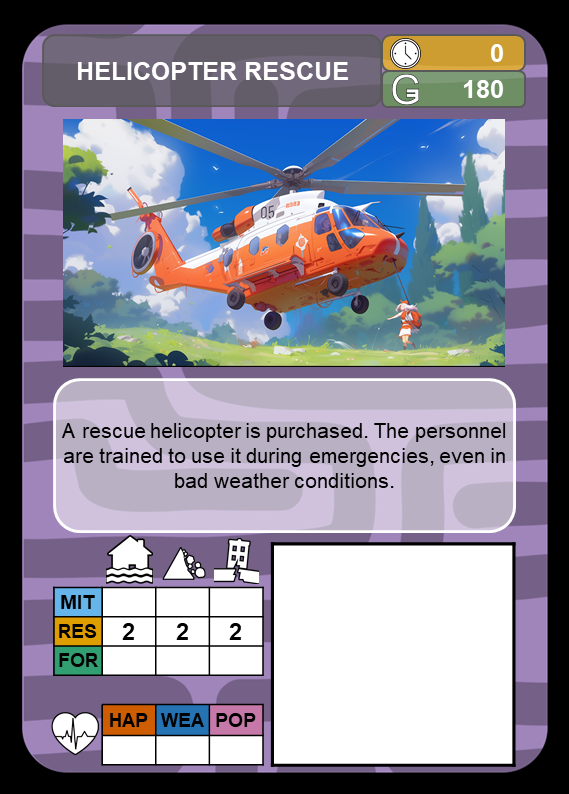 HELICOPTER RESCUE
0
G 180
05
A rescue helicopter is purchased. The personnel
are trained to use it during emergencies, even in
bad weather conditions.
MIT
RES 2 2 2
FOR
HAP WEA POP